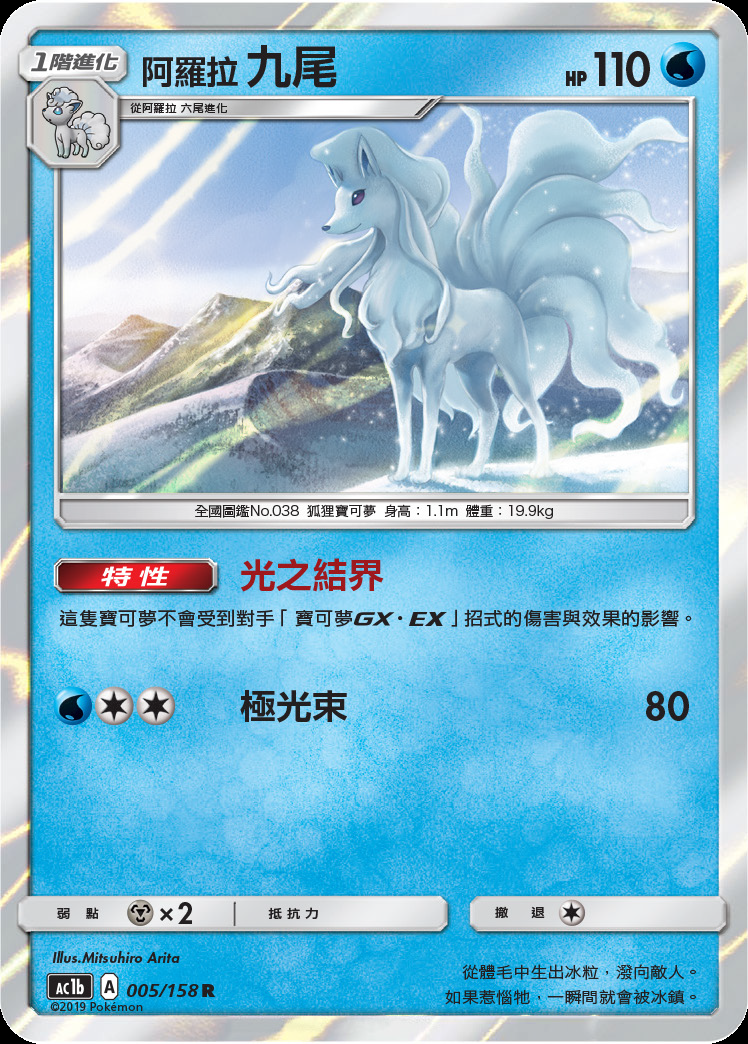 1階進化
阿羅拉 九尾
HP 110
從阿羅拉 六尾進化
全國圖鑑No.038 狐狸寶可夢 身高：1.1m 體重：19.9kg
特性 光之結界
這隻寶可夢不會受到對手「寶可夢GX・EX」招式的傷害與效果的影響。
極光束 80
弱點 ×2 抵抗力 撤退
Illus.Mitsuhiro Arita
AC1b A 005/158 R
©2019 Pokémon
從體毛中生出冰粒，潑向敵人。
如果惹惱牠，一瞬間就會被冰鎮。